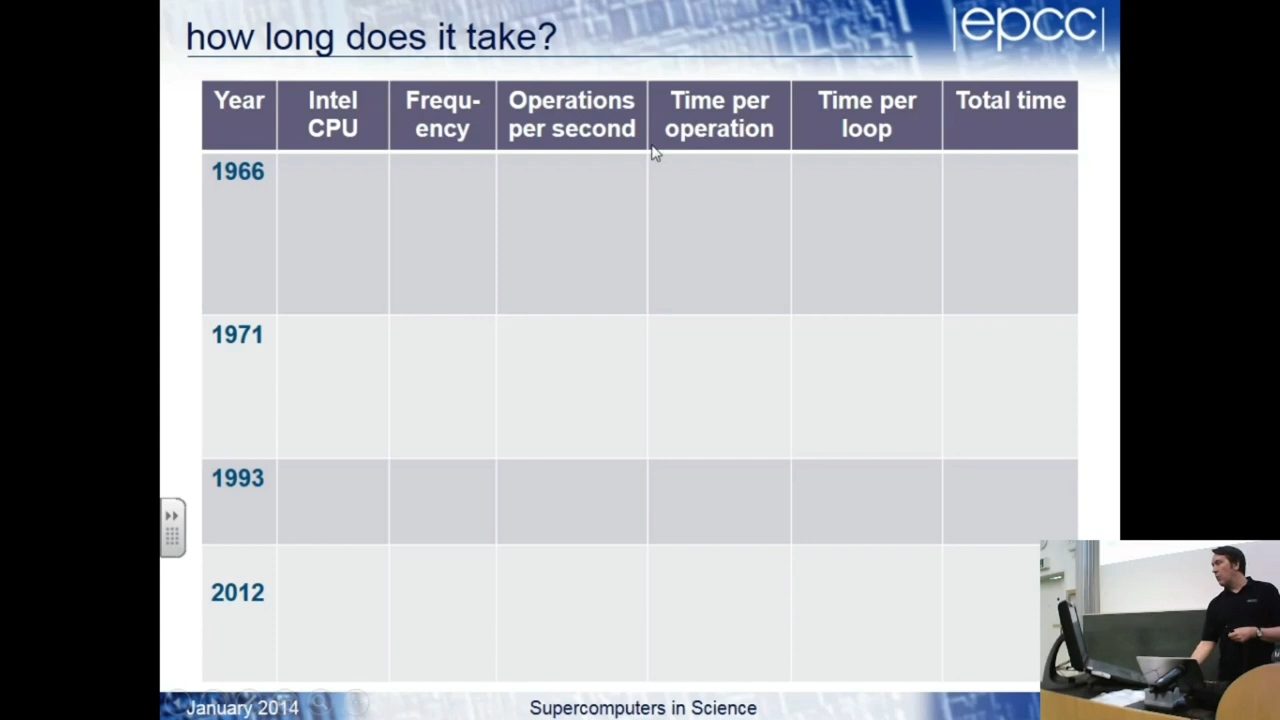 how long does it take?
|epcc|
Year
Intel
CPU
Frequ-
ency
Operations
per second
Time per
operation
Time per
loop
Total time
1966
1971
1993
2012
January 2014
Supercomputers in Science